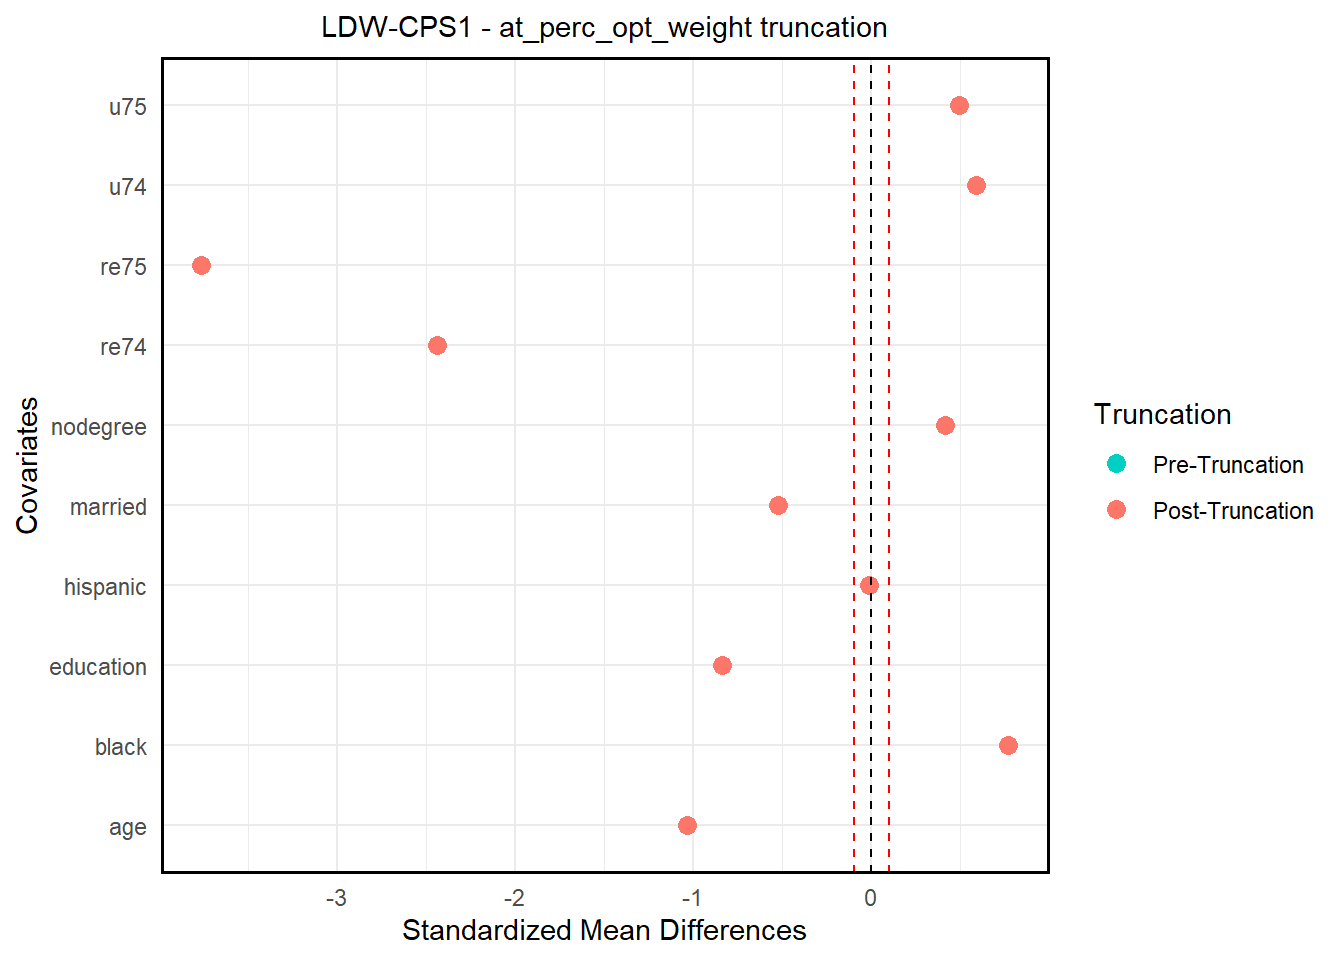 LDW-CPS1 - at_perc_opt_weight truncation
u75
u74
re75
re74
nodegree
married
hispanic
education
black
age
Covariates
-3
-2
-1
0
Standardized Mean Differences
Truncation
Pre-Truncation
Post-Truncation